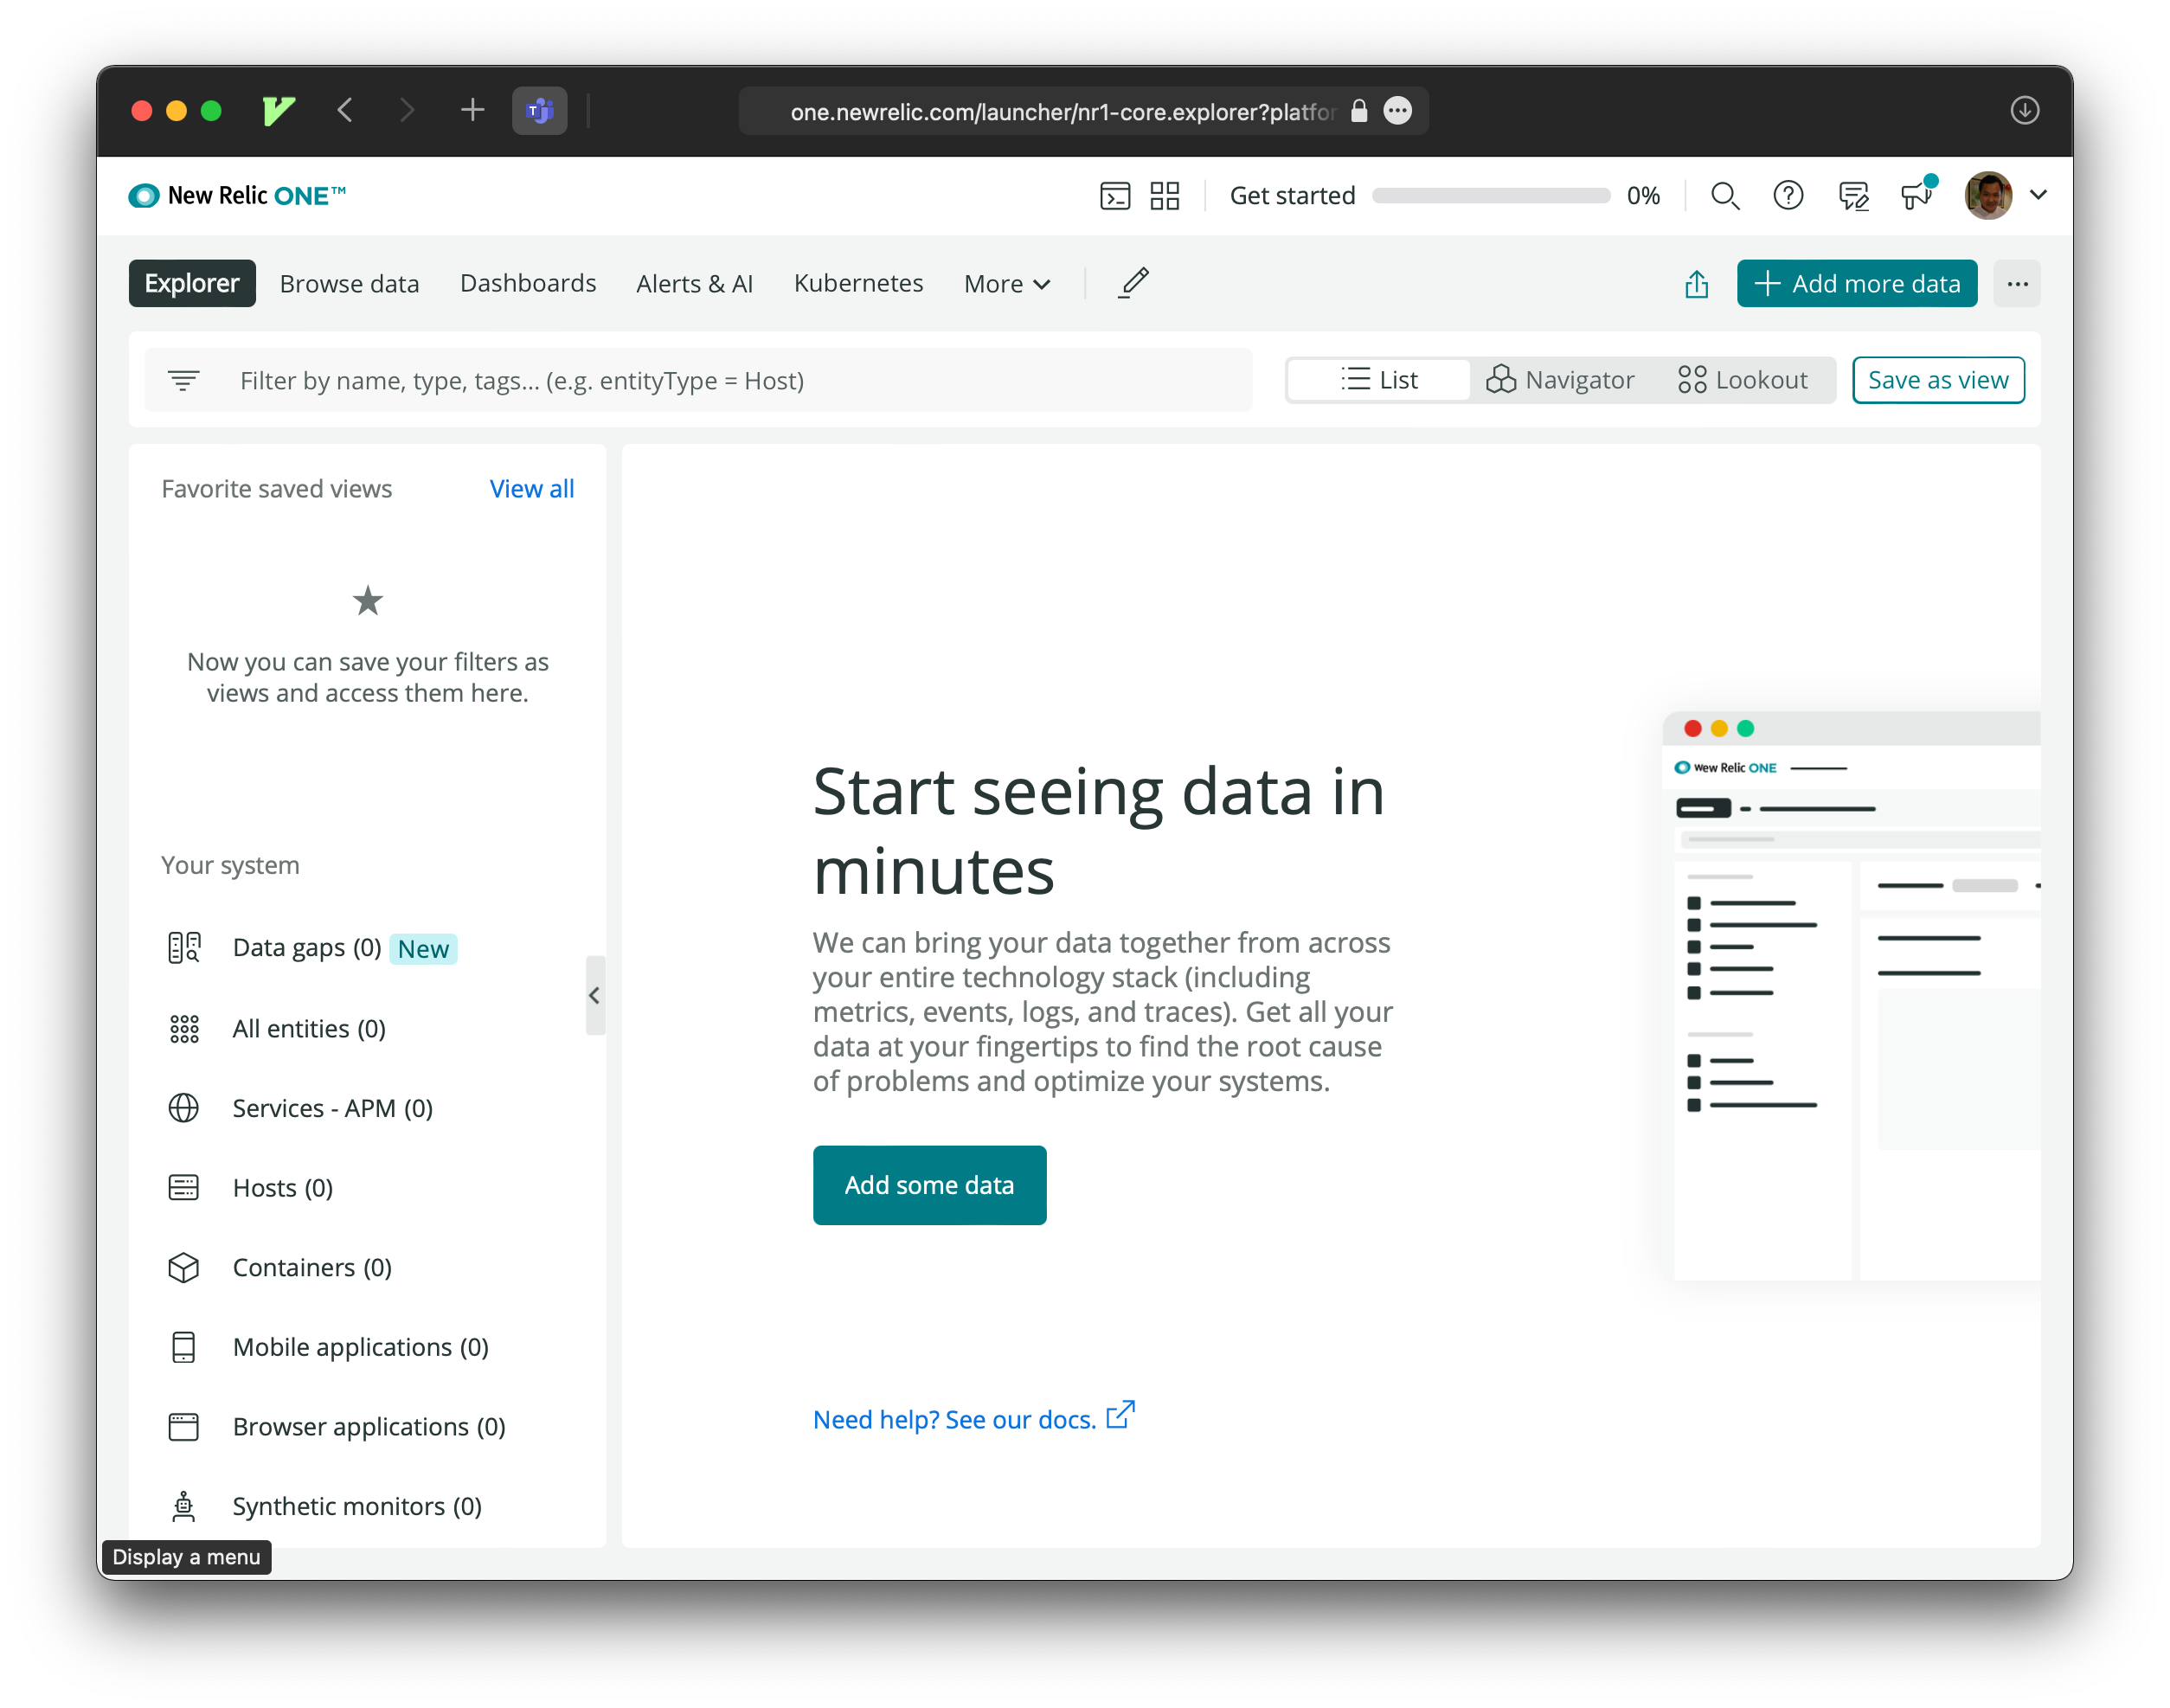 one.newrelic.com/launcher/nr1-core.explorer?platfor
New Relic ONE™
Get started 0%
Explorer Browse data Dashboards Alerts & AI Kubernetes More
Add more data
Filter by name, type, tags... (e.g. entityType = Host)
List Navigator Lookout Save as view
Favorite saved views View all
Now you can save your filters as
views and access them here.
Your system
Data gaps (0) New
All entities (0)
Services - APM (0)
Hosts (0)
Containers (0)
Mobile applications (0)
Browser applications (0)
Synthetic monitors (0)
Display a menu
Start seeing data in
minutes
We can bring your data together from across
your entire technology stack (including
metrics, events, logs, and traces). Get all your
data at your fingertips to find the root cause
of problems and optimize your systems.
Add some data
Need help? See our docs.
wew Relic ONE